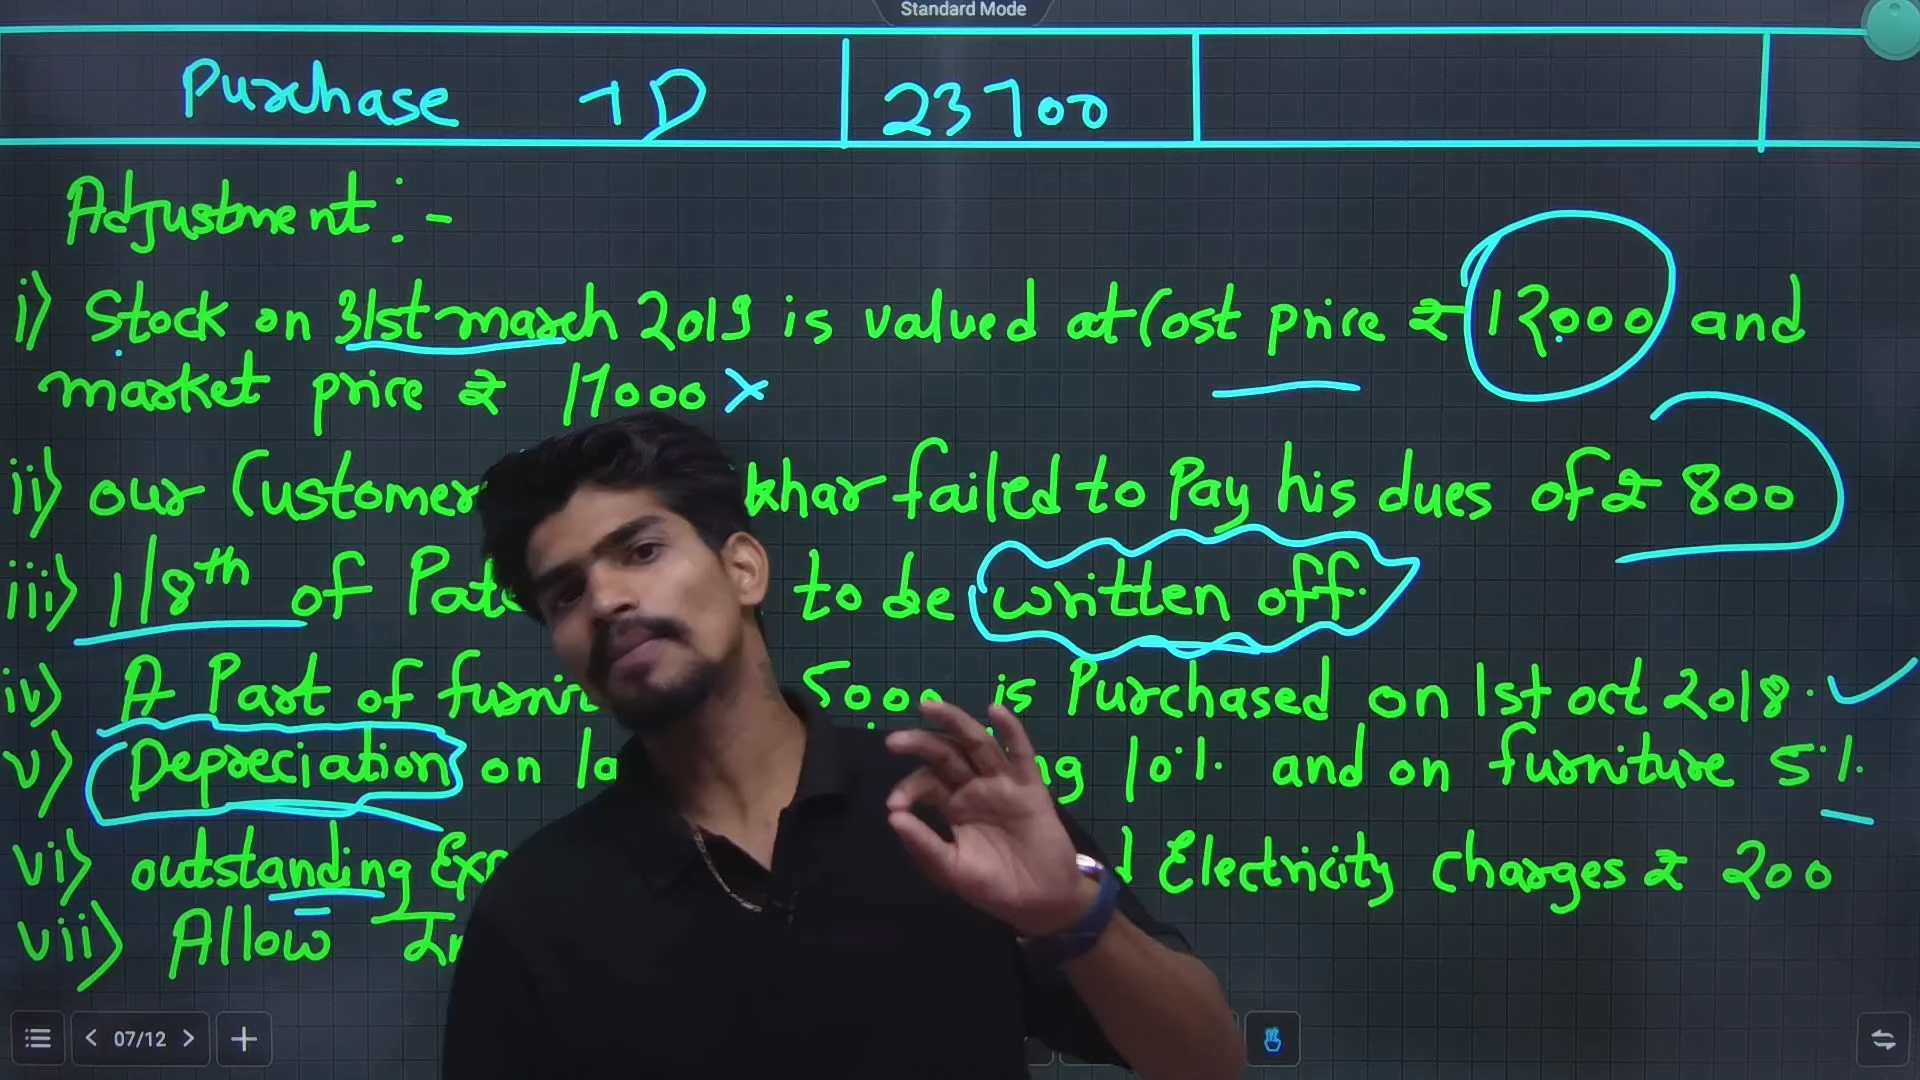 Standard Mode
Purchase TD 23700
Adjustment :-
i) Stock on 31st march 2019 is valued at Cost price ₹ 12000 and
market price ₹ 17000 ×
ii) our Customer khar failed to Pay his dues of ₹ 800
iii) 1/8th of Pate to be written off.
iv) A Part of furni 5000 is Purchased on 1st oct 2018.
v) Depreciation on 10%. and on furniture 5%.
vi) outstanding Electricity charges ₹ 200
vii) Allow
07/12